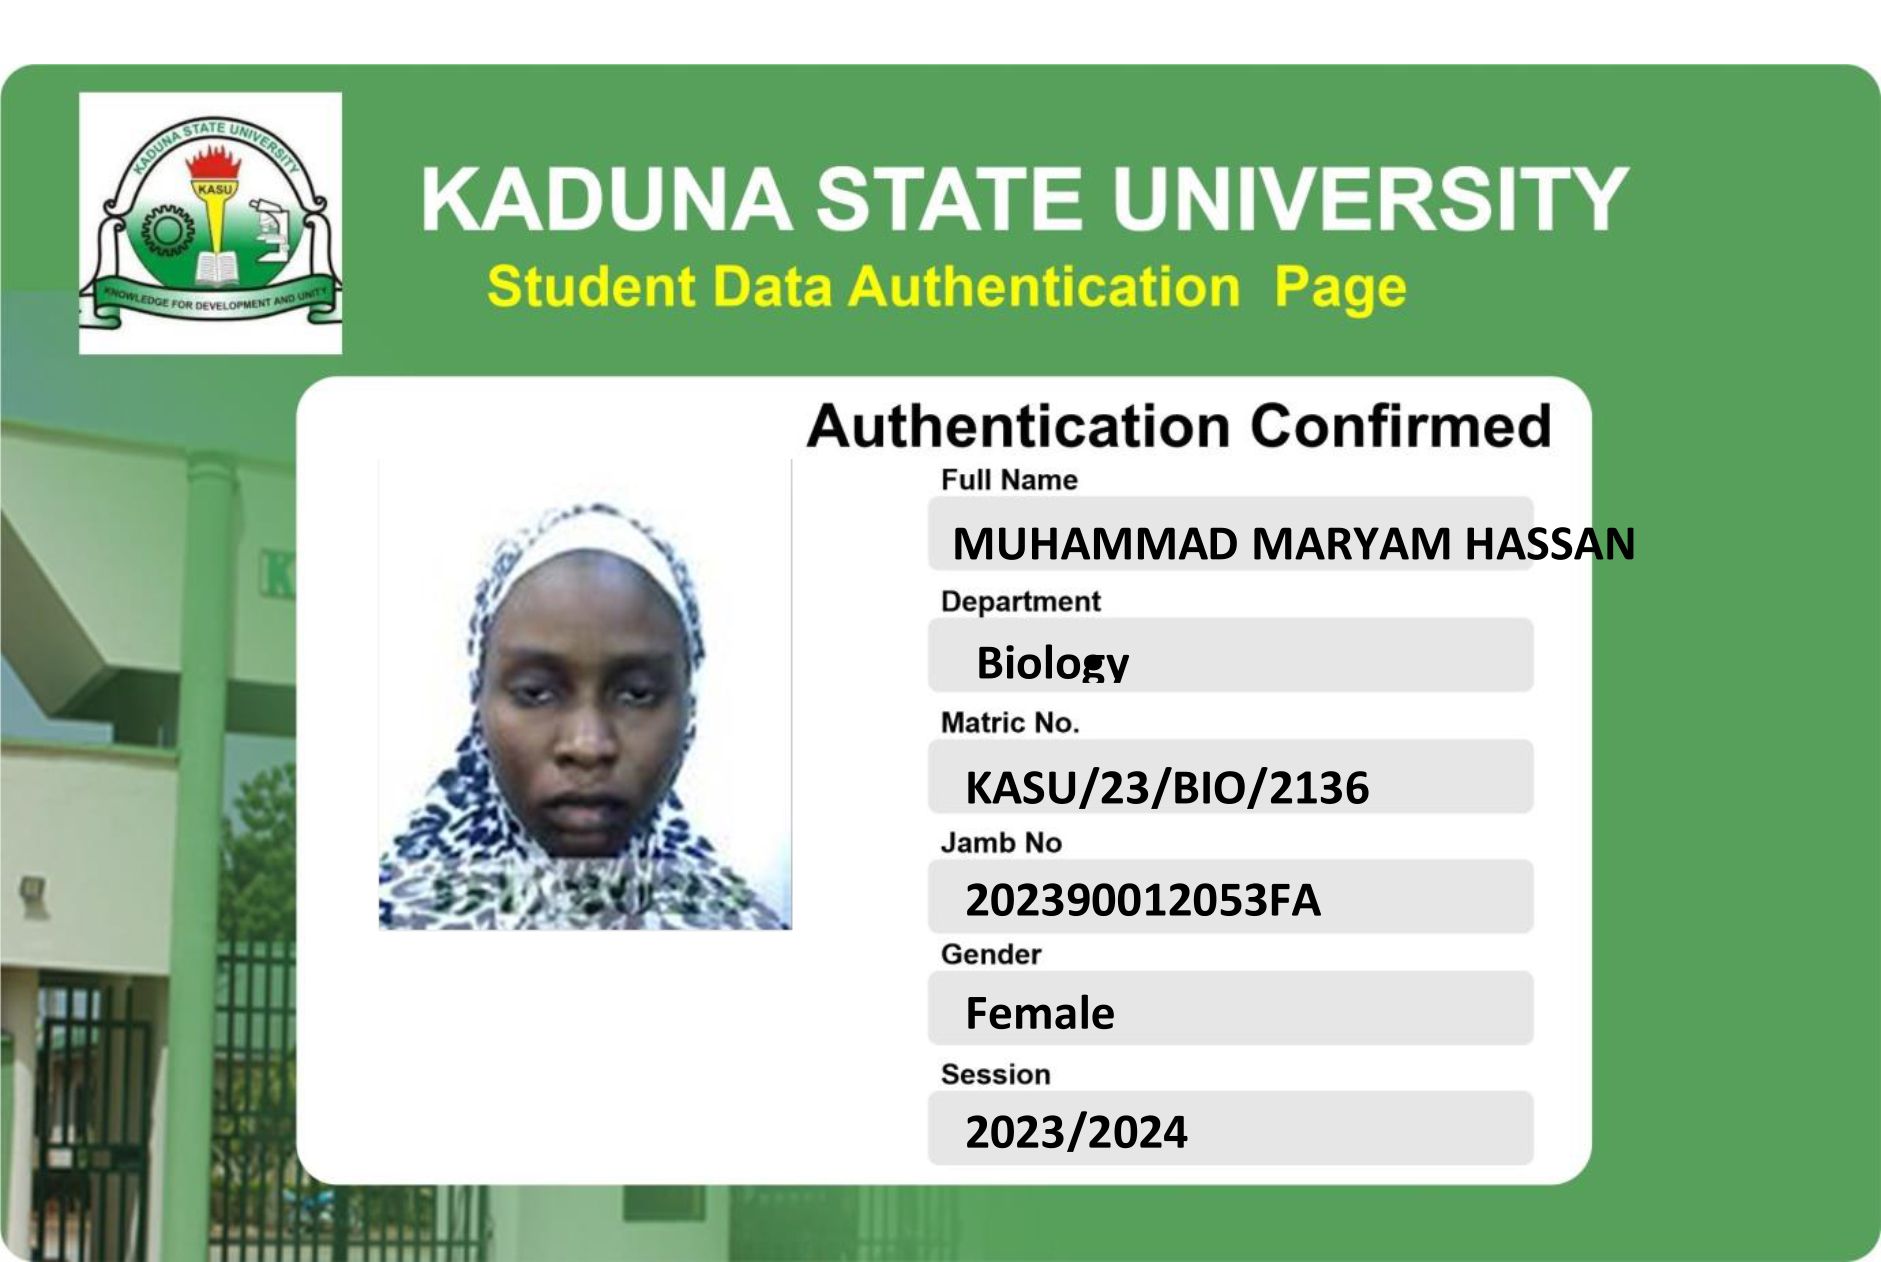 KADUNA STATE UNIVERSITY
KASU
KNOWLEDGE FOR DEVELOPMENT AND UNITY
KADUNA STATE UNIVERSITY
Student Data Authentication Page
Authentication Confirmed
Full Name
MUHAMMAD MARYAM HASSAN
Department
Biology
Matric No.
KASU/23/BIO/2136
Jamb No
202390012053FA
Gender
Female
Session
2023/2024
K